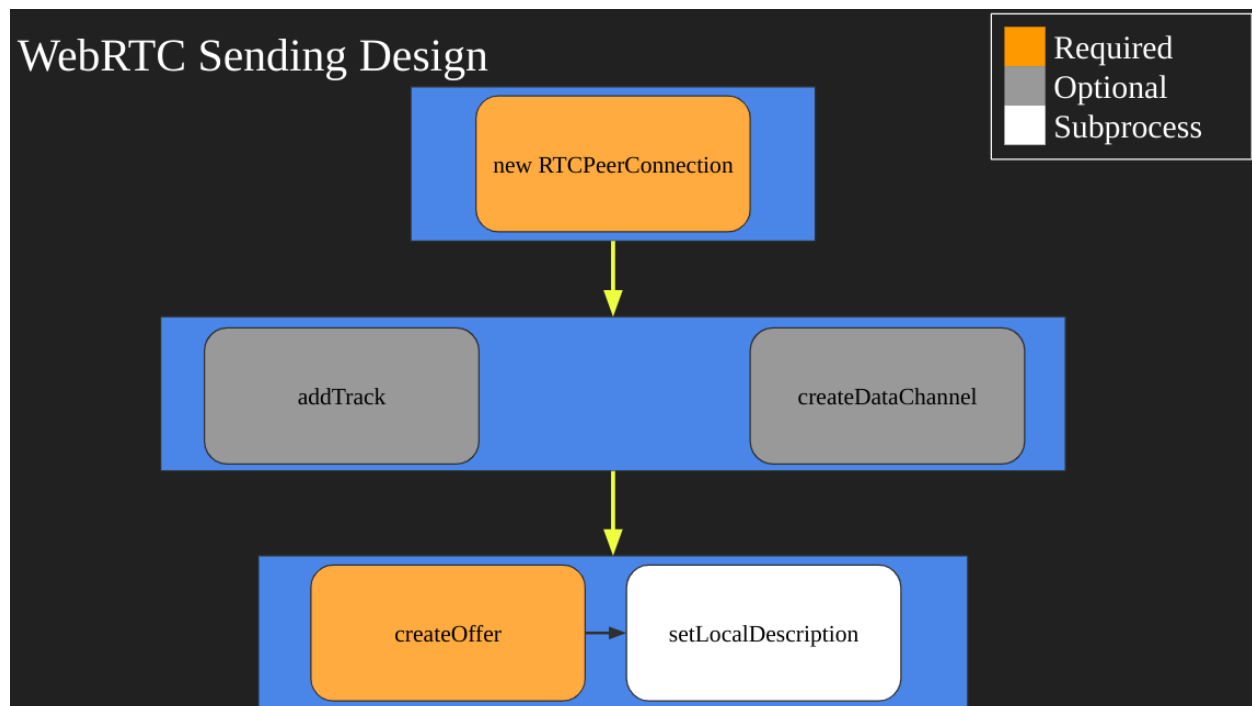 WebRTC Sending Design
Required
Optional
Subprocess
new RTCPeerConnection
addTrack
createDataChannel
createOffer
setLocalDescription